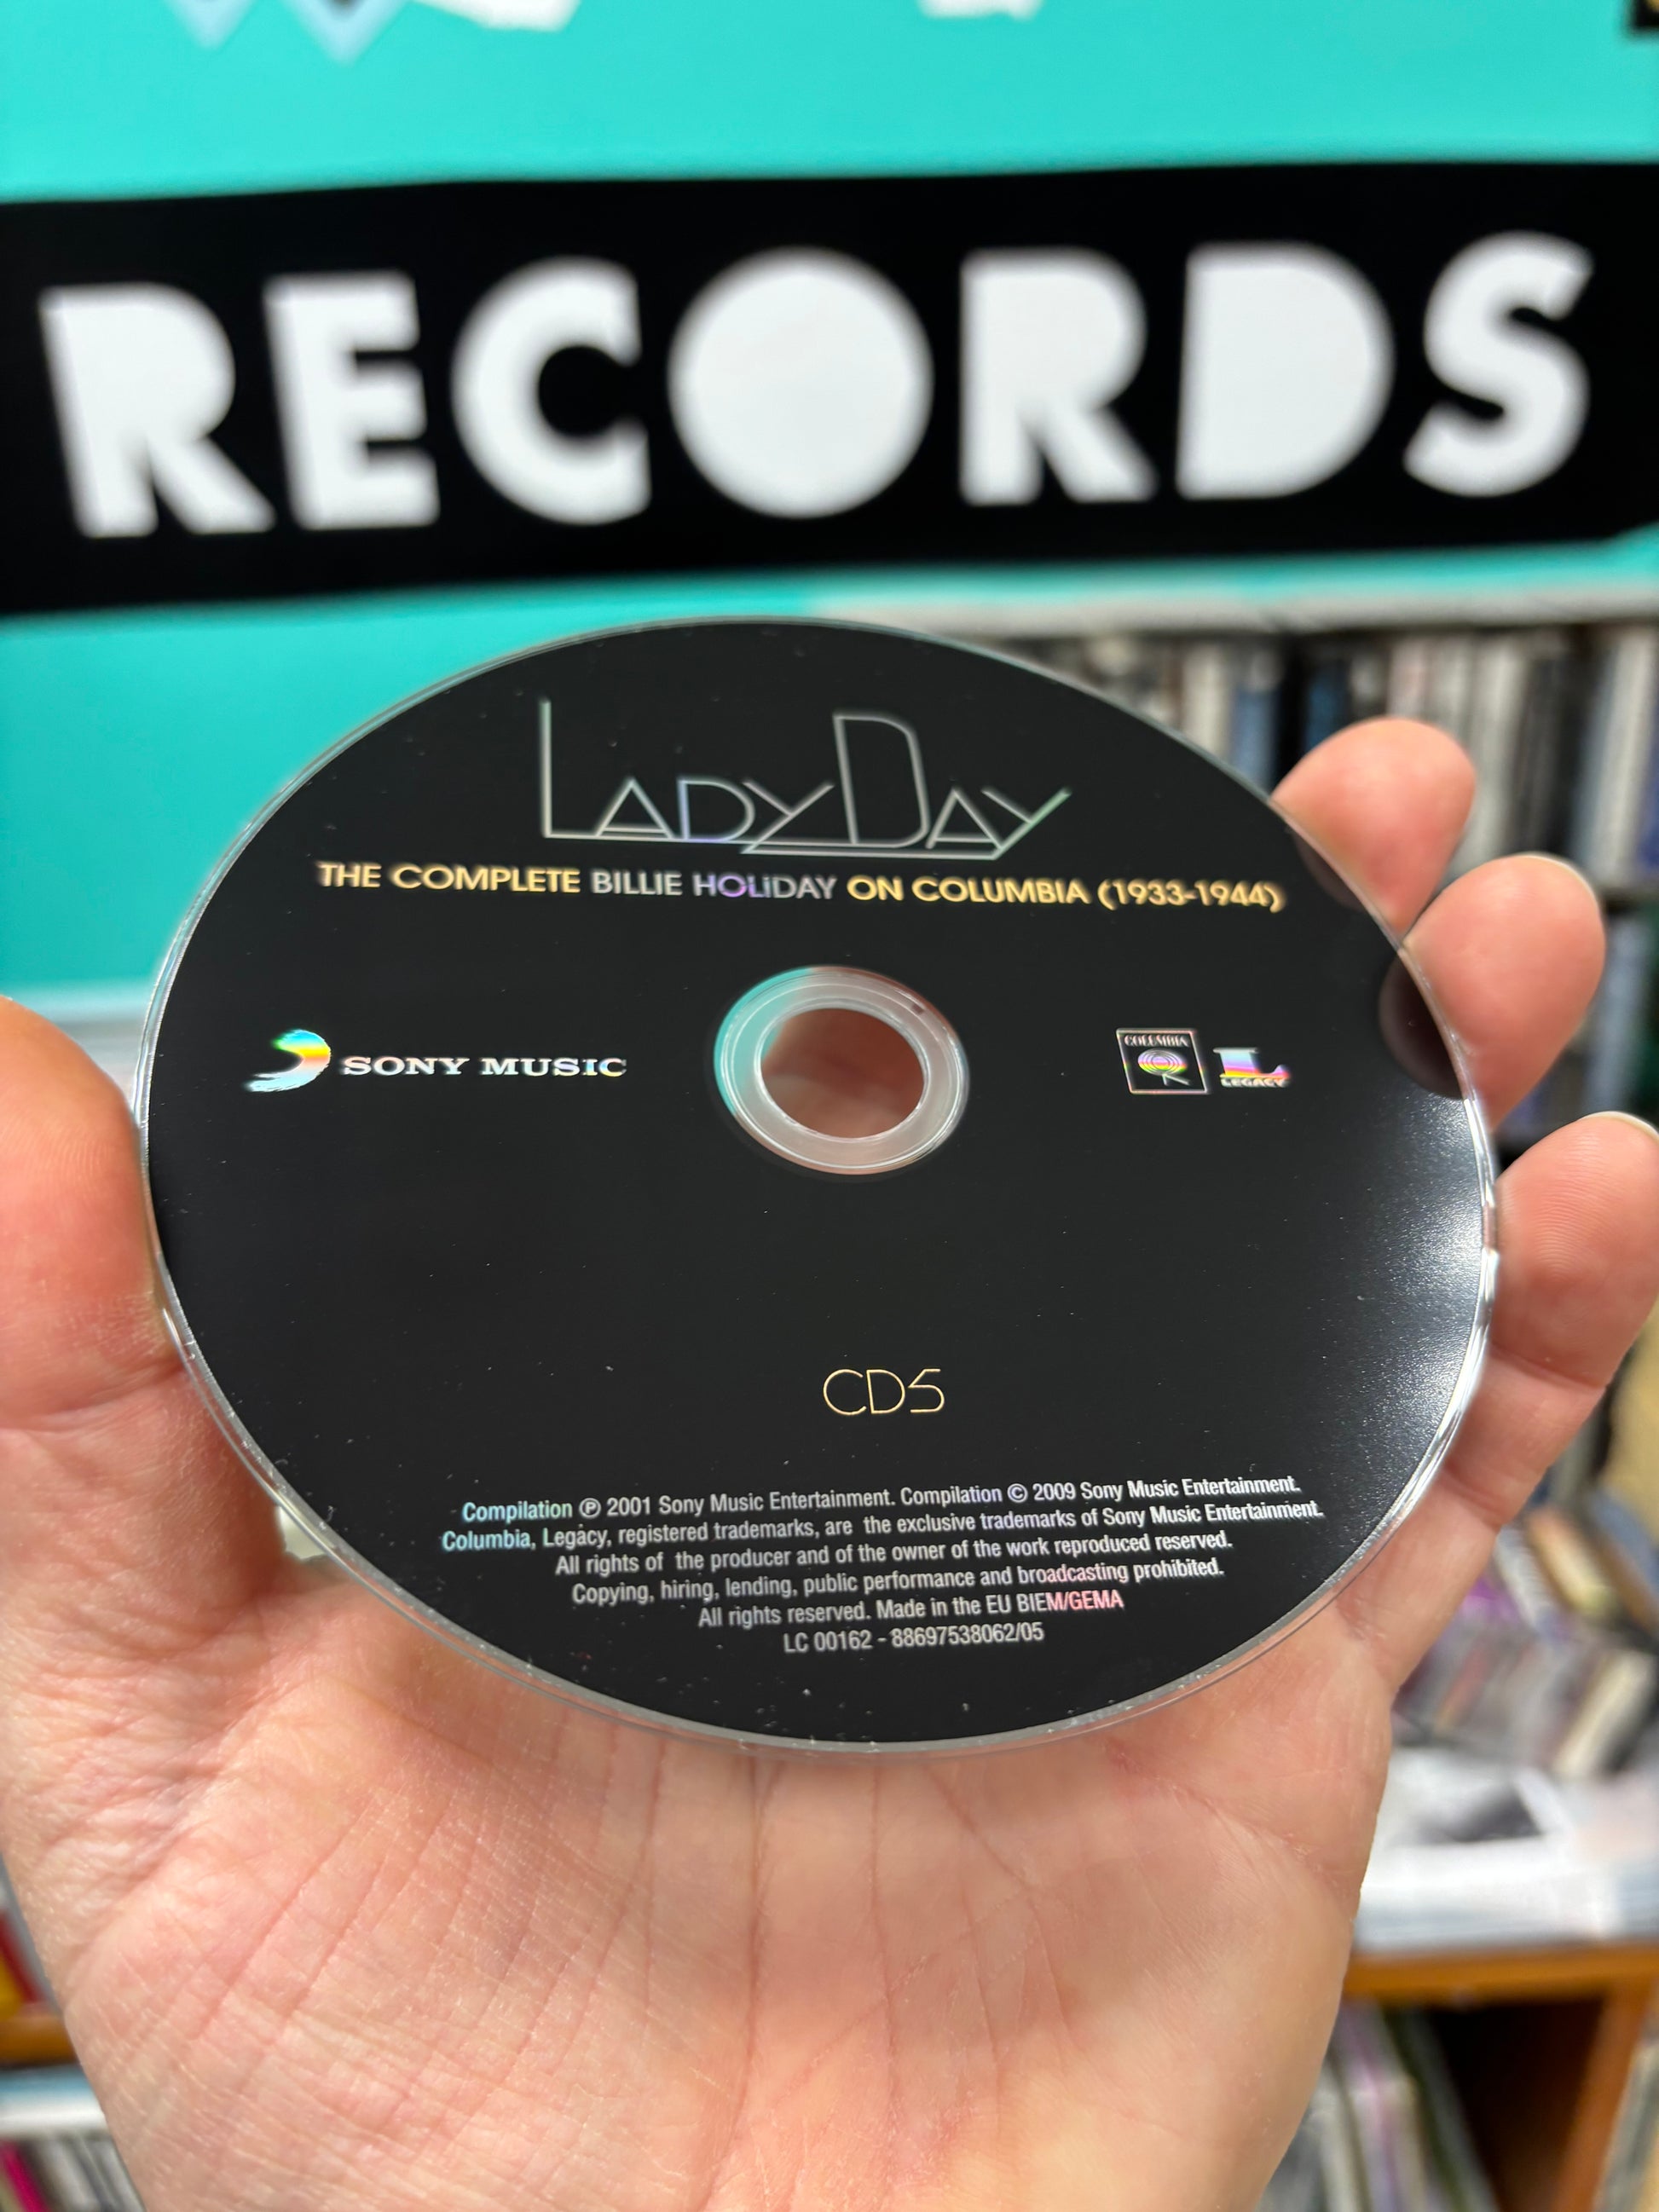 RECORDS
LADY DAY
THE COMPLETE BILLIE HOLiDAY ON COLUMBIA (1933-1944)
SONY MUSIC
COLUMBIA
L
LEGACY
CD5
Compilation ℗ 2001 Sony Music Entertainment. Compilation © 2009 Sony Music Entertainment.
Columbia, Legacy, registered trademarks, are the exclusive trademarks of Sony Music Entertainment.
All rights of the producer and of the owner of the work reproduced reserved.
Copying, hiring, lending, public performance and broadcasting prohibited.
All rights reserved. Made in the EU BIEM/GEMA
LC 00162 - 88697538062/05